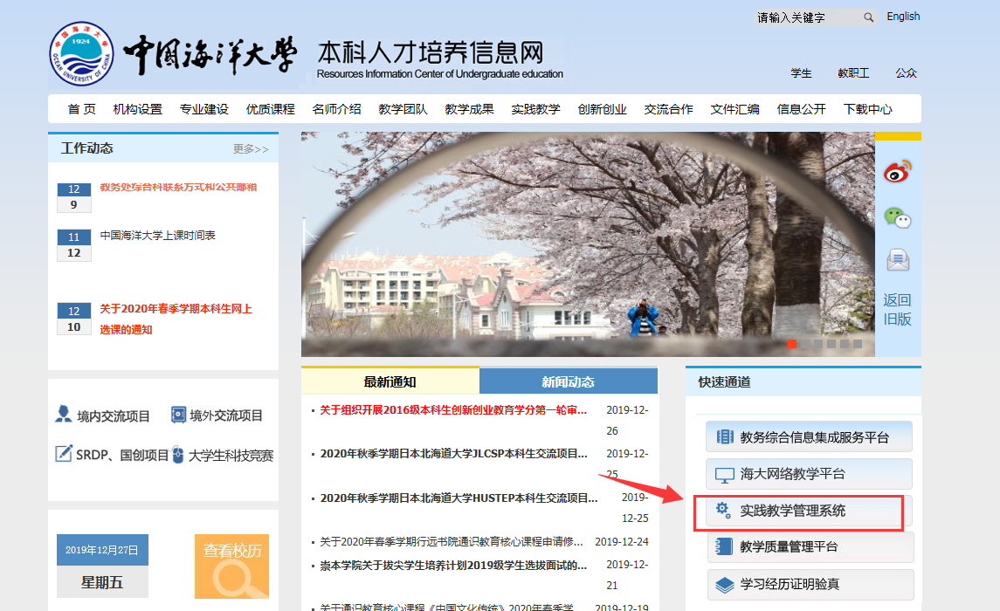 请输入关键字
English
中国海洋大学
1924
OCEAN UNIVERSITY OF CHINA
中国海洋大学
本科人才培养信息网
Resources Information Center of Undergraduate education
学生 教职工 公众
首 页 机构设置 专业建设 优质课程 名师介绍 教学团队 教学成果 实践教学 创新创业 交流合作 文件汇编 信息公开 下载中心
工作动态
更多>>
12
9
教务处综合科联系方式和公共邮箱
11
12
中国海洋大学上课时间表
12
10
关于2020年春季学期本科生网上
选课的通知
境内交流项目
境外交流项目
SRDP、国创项目
大学生科技竞赛
2019年12月27日
星期五
查看校历
返回
旧版
最新通知
新闻动态
关于组织开展2016级本科生创新创业教育学分第一轮审... 2019-12-
26
2020年秋季学期日本北海道大学JLCSP本科生交流项目... 2019-12-
25
2020年秋季学期日本北海道大学HUSTEP本科生交流项目... 2019-
12-25
关于2020年春季学期行远书院通识教育核心课程申请修... 2019-12-24
崇本学院关于拔尖学生培养计划2019级学生选拔面试的... 2019-12-
21
关于通识教育核心课程《中国文化传统》2020年春季学... 2019-12-19
快速通道
教务综合信息集成服务平台
海大网络教学平台
实践教学管理系统
教学质量管理平台
学习经历证明验真